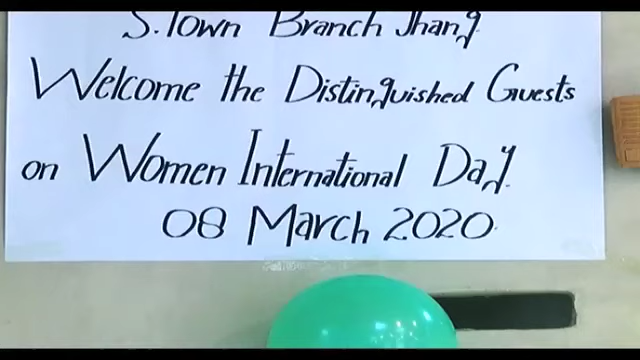 S. Town Branch Jhang
Welcome the Distinguished Guests
on Women International Day
08 March 2020